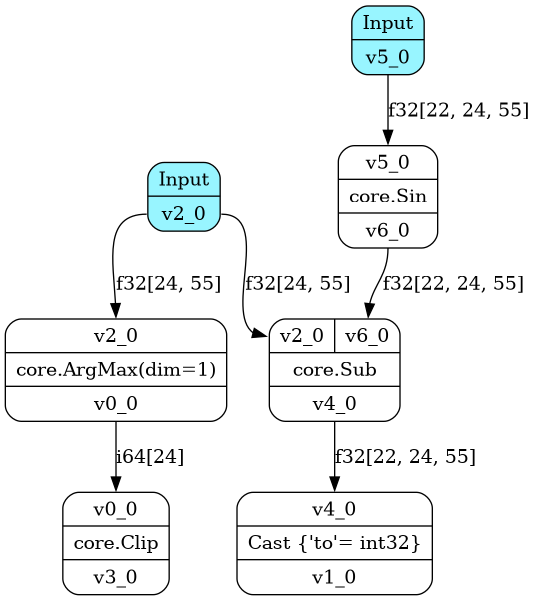 Input
v5_0
f32[22, 24, 55]
v5_0
core.Sin
v6_0
Input
v2_0
f32[24, 55]
f32[24, 55]
f32[22, 24, 55]
v2_0
core.ArgMax(dim=1)
v0_0
v2_0 v6_0
core.Sub
v4_0
i64[24]
f32[22, 24, 55]
v0_0
core.Clip
v3_0
v4_0
Cast {'to'= int32}
v1_0